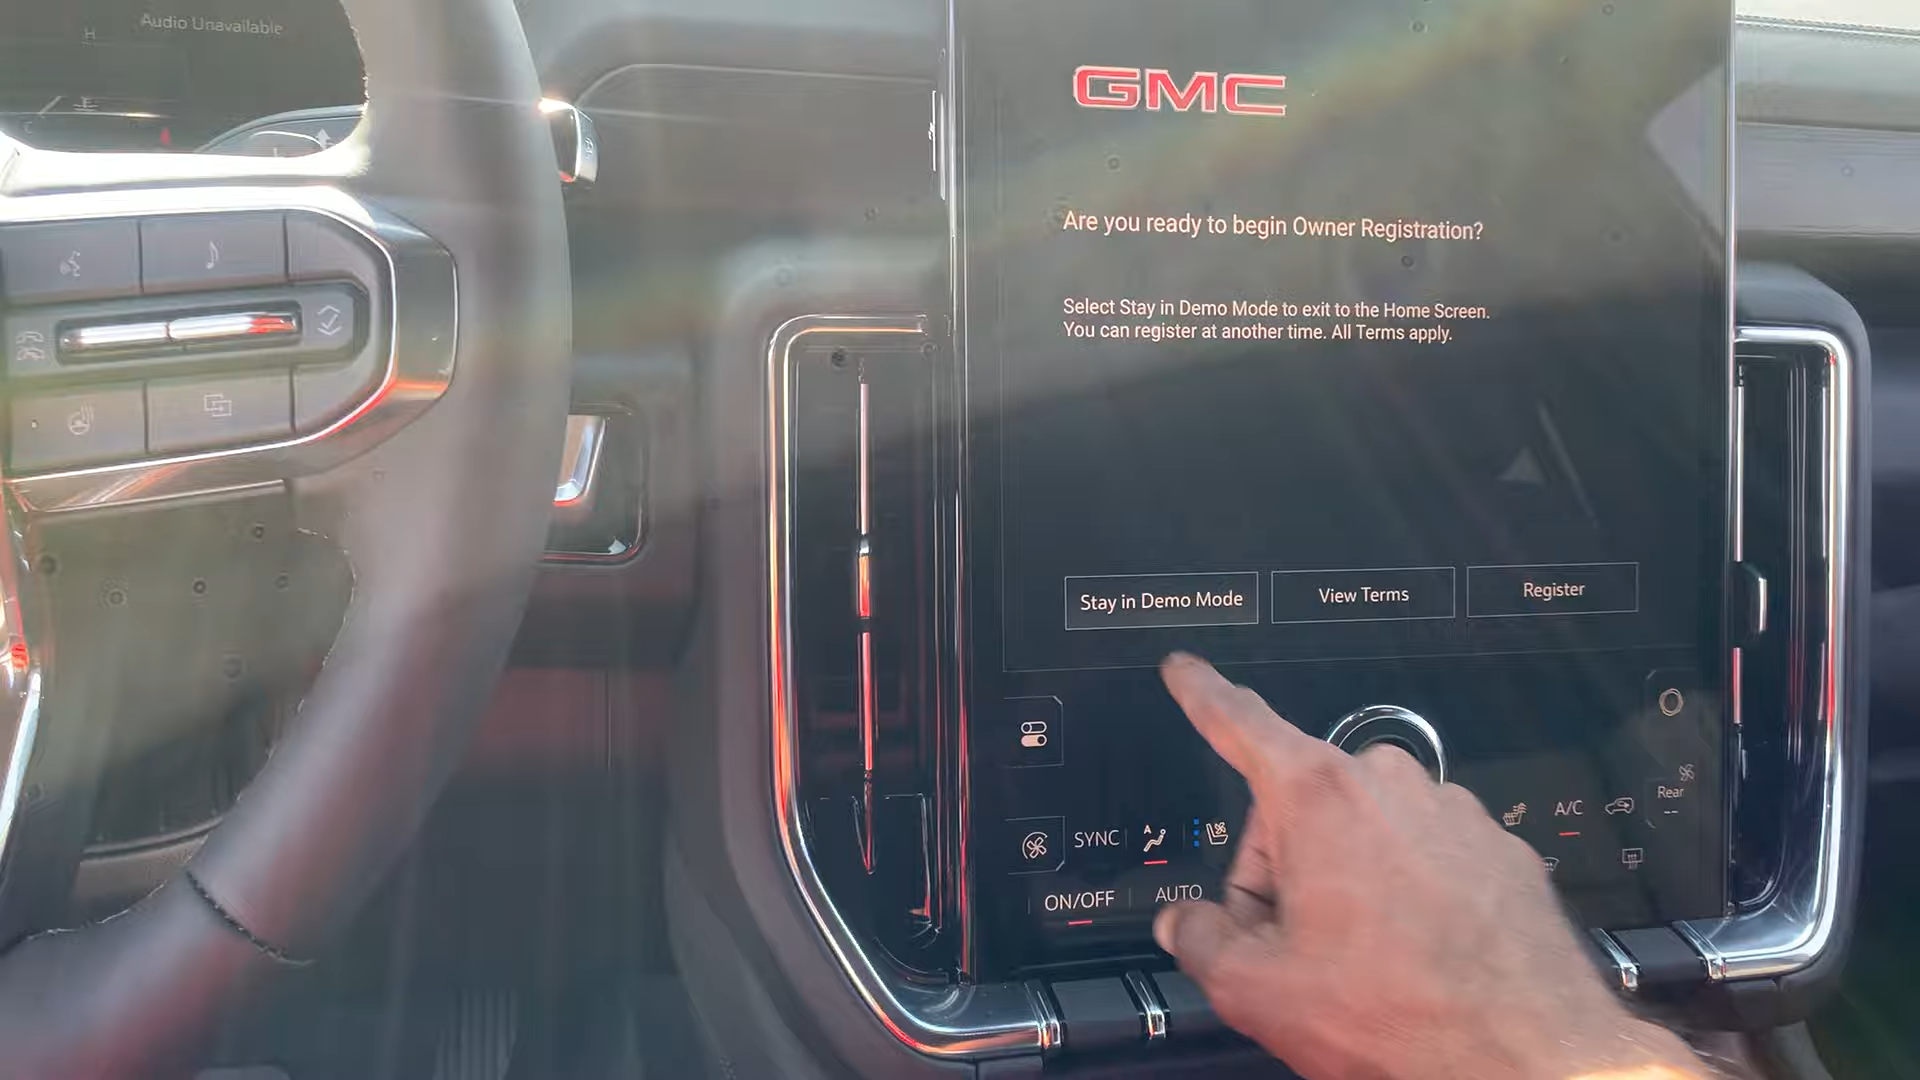 Audio Unavailable
H
C
GMC
Are you ready to begin Owner Registration?
Select Stay in Demo Mode to exit to the Home Screen.
You can register at another time. All Terms apply.
Stay in Demo Mode
View Terms
Register
SYNC
A
A/C
Rear
--
ON/OFF
AUTO